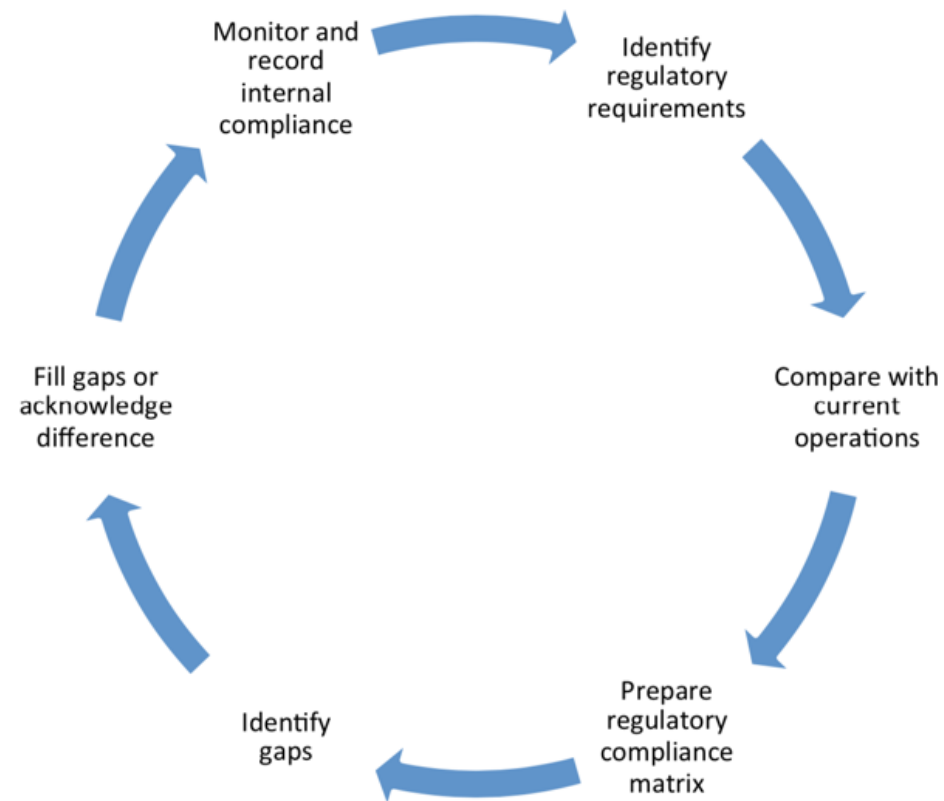 Monitor and
record
internal
compliance
Identify
regulatory
requirements
Compare with
current
operations
Prepare
regulatory
compliance
matrix
Identify
gaps
Fill gaps or
acknowledge
difference